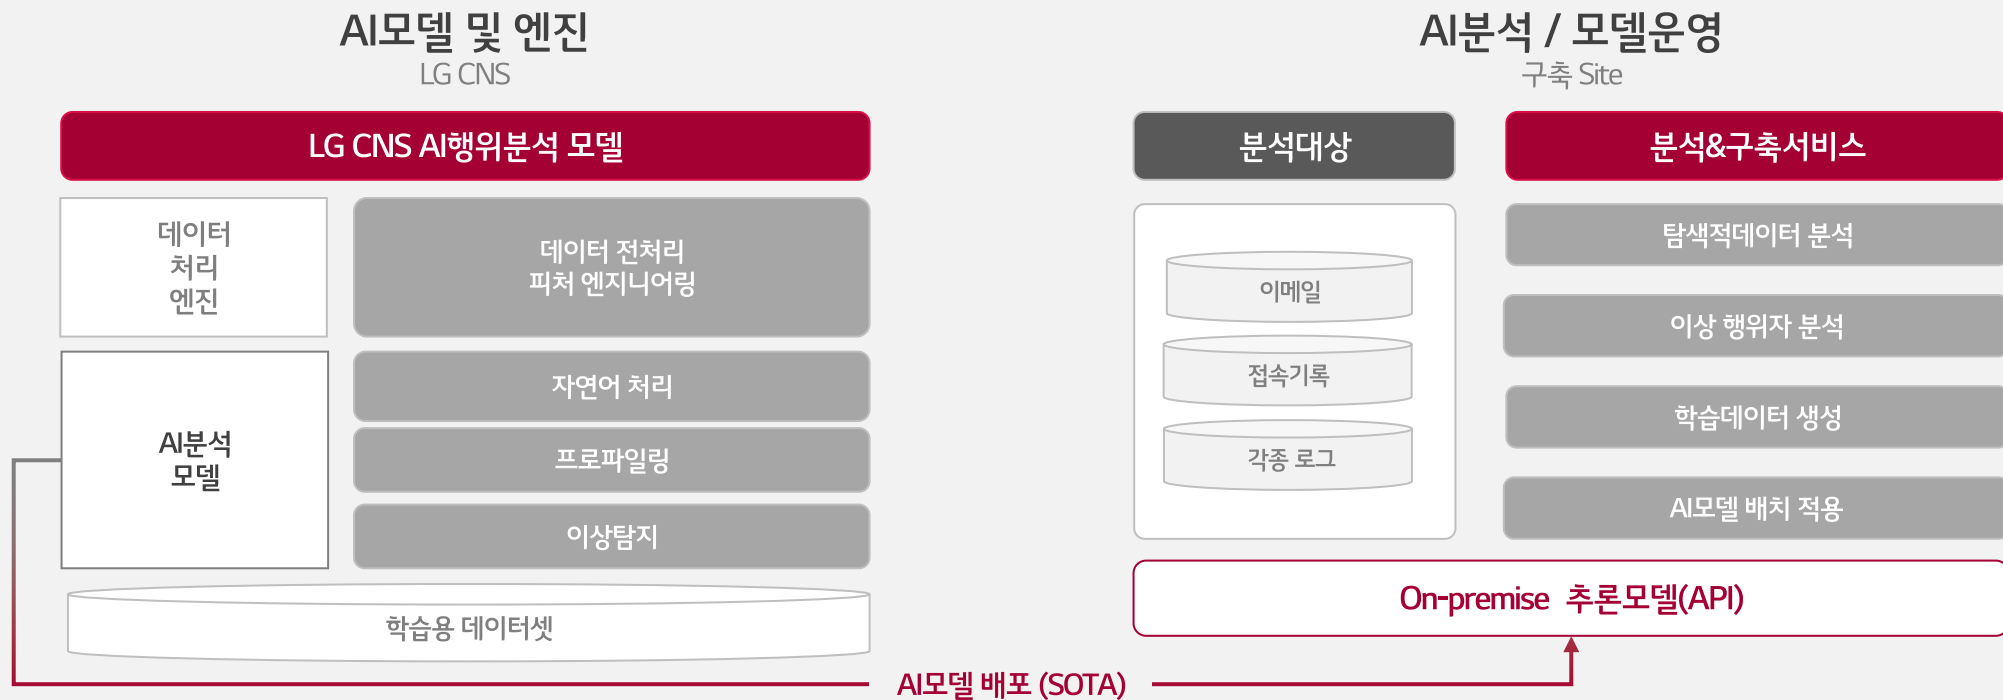 AI모델 및 엔진
LG CNS
LG CNS AI행위분석 모델
데이터
처리
엔진
데이터 전처리
피처 엔지니어링
AI분석
모델
자연어 처리
프로파일링
이상탐지
학습용 데이터셋
AI분석 / 모델운영
구축 Site
분석대상
이메일
접속기록
각종 로그
분석&구축서비스
탐색적데이터 분석
이상 행위자 분석
학습데이터 생성
AI모델 배치 적용
On-premise 추론모델(API)
AI모델 배포 (SOTA)